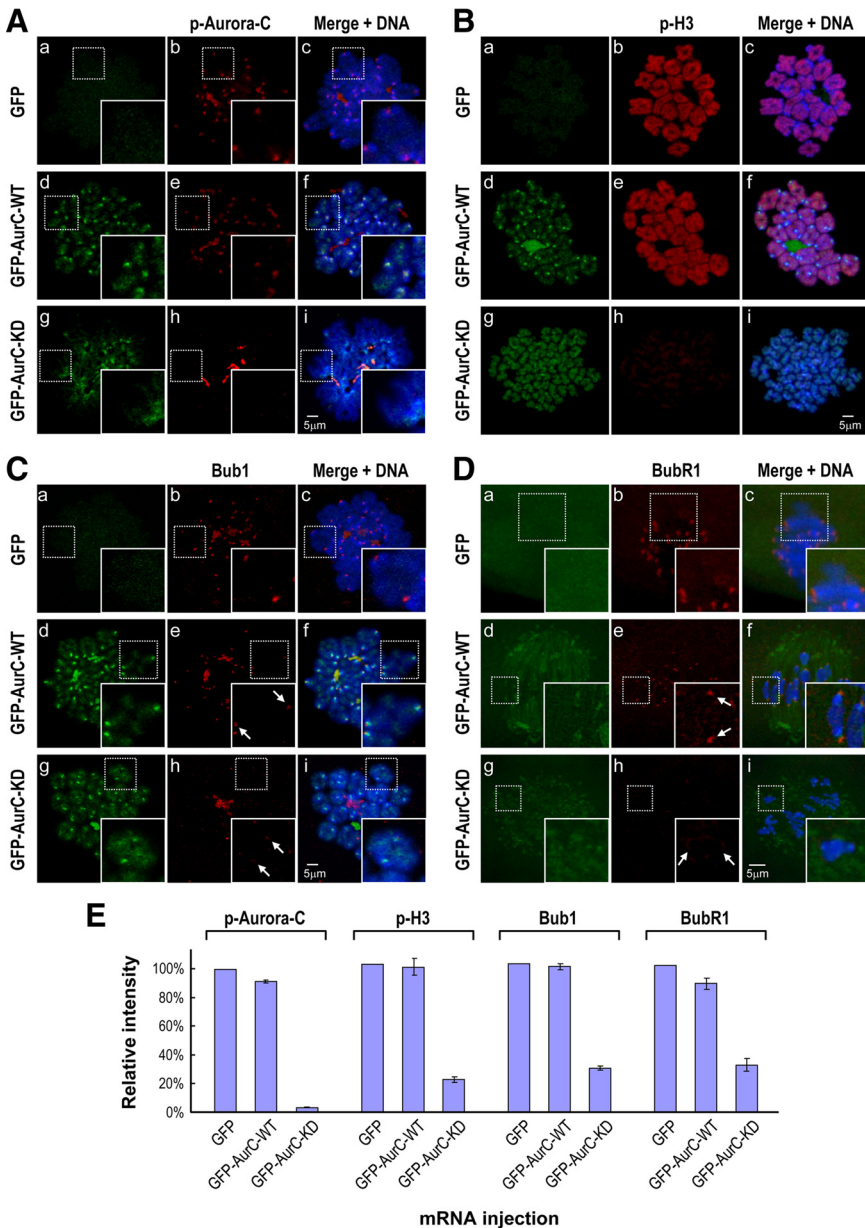 A
p-Aurora-C
Merge + DNA
GFP
a
b
c
GFP-AurC-WT
d
e
f
GFP-AurC-KD
g
h
i
5µm
B
p-H3
Merge + DNA
GFP
a
b
c
GFP-AurC-WT
d
e
f
GFP-AurC-KD
g
h
i
5µm
C
Bub1
Merge + DNA
GFP
a
b
c
GFP-AurC-WT
d
e
f
GFP-AurC-KD
g
h
i
5µm
D
BubR1
Merge + DNA
GFP
a
b
c
GFP-AurC-WT
d
e
f
GFP-AurC-KD
g
h
i
5µm
E
p-Aurora-C
p-H3
Bub1
BubR1
Relative intensity
100%
80%
60%
40%
20%
0%
GFP
GFP-AurC-WT
GFP-AurC-KD
GFP
GFP-AurC-WT
GFP-AurC-KD
GFP
GFP-AurC-WT
GFP-AurC-KD
GFP
GFP-AurC-WT
GFP-AurC-KD
mRNA injection